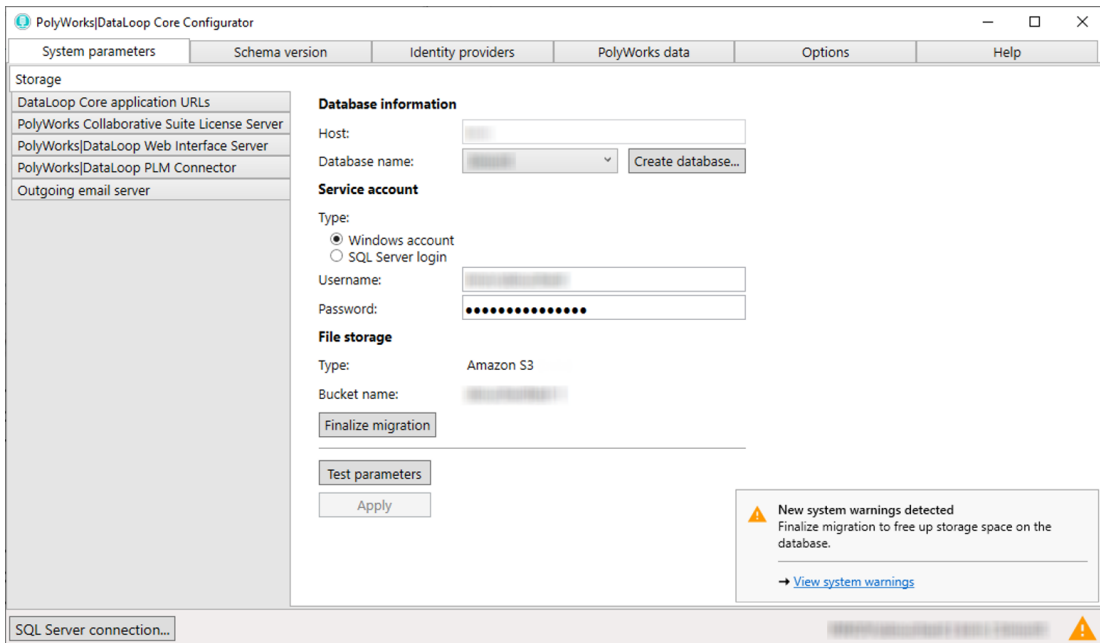 PolyWorks|DataLoop Core Configurator
System parameters
Schema version
Identity providers
PolyWorks data
Options
Help
Storage
DataLoop Core application URLs
PolyWorks Collaborative Suite License Server
PolyWorks|DataLoop Web Interface Server
PolyWorks|DataLoop PLM Connector
Outgoing email server
Database information
Host:
Database name:
Create database...
Service account
Type:
Windows account
SQL Server login
Username:
Password:
File storage
Type:
Amazon S3
Bucket name:
Finalize migration
Test parameters
Apply
New system warnings detected
Finalize migration to free up storage space on the
database.
→ View system warnings
SQL Server connection...